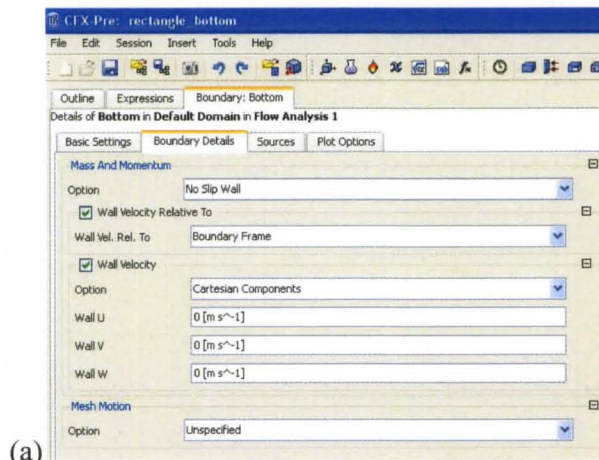 CFX-Pre: rectangle_bottom
File Edit Session Insert Tools Help
Outline Expressions Boundary: Bottom
Details of Bottom in Default Domain in Flow Analysis 1
Basic Settings Boundary Details Sources Plot Options
Mass And Momentum
Option No Slip Wall
Wall Velocity Relative To
Wall Vel. Rel. To Boundary Frame
Wall Velocity
Option Cartesian Components
Wall U 0 [m s^-1]
Wall V 0 [m s^-1]
Wall W 0 [m s^-1]
Mesh Motion
Option Unspecified
(a)